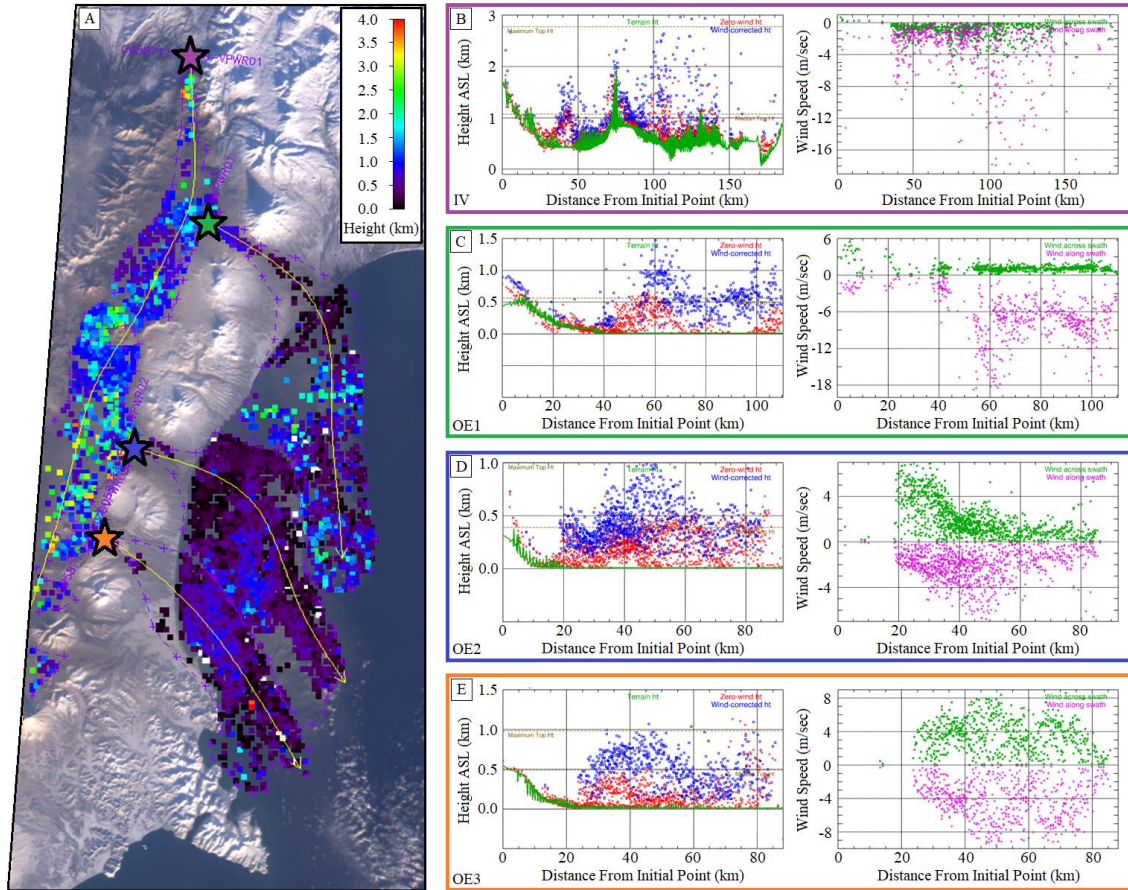 A
VPWR01
4.0
3.5
3.0
2.5
2.0
1.5
1.0
0.5
0.0
Height (km)
B
Height ASL (km)
3
2
1
0
Terrain ht
Zero-wind ht
Wind-corrected ht
Maximum Top Ht
Median Top Ht
0 50 100 150
IV
Distance From Initial Point (km)
Wind Speed (m/sec)
0
-4
-8
-12
-16
Wind across swath
Wind along swath
0 50 100 150
Distance From Initial Point (km)
C
Height ASL (km)
1.5
1.0
0.5
0.0
Terrain ht
Zero-wind ht
Wind-corrected ht
0 20 40 60 80 100
OE1
Distance From Initial Point (km)
Wind Speed (m/sec)
6
0
-6
-12
-18
Wind across swath
Wind along swath
0 20 40 60 80 100
Distance From Initial Point (km)
D
Height ASL (km)
1.0
0.5
0.0
Maximum Top Ht
Terrain ht
Zero-wind ht
Wind-corrected ht
0 20 40 60 80
OE2
Distance From Initial Point (km)
Wind Speed (m/sec)
4
0
-4
Wind across swath
Wind along swath
0 20 40 60 80
Distance From Initial Point (km)
E
Height ASL (km)
1.5
1.0
0.5
0.0
Terrain ht
Zero-wind ht
Wind-corrected ht
Maximum Top Ht
0 20 40 60 80
OE3
Distance From Initial Point (km)
Wind Speed (m/sec)
8
4
0
-4
-8
Wind across swath
Wind along swath
0 20 40 60 80
Distance From Initial Point (km)